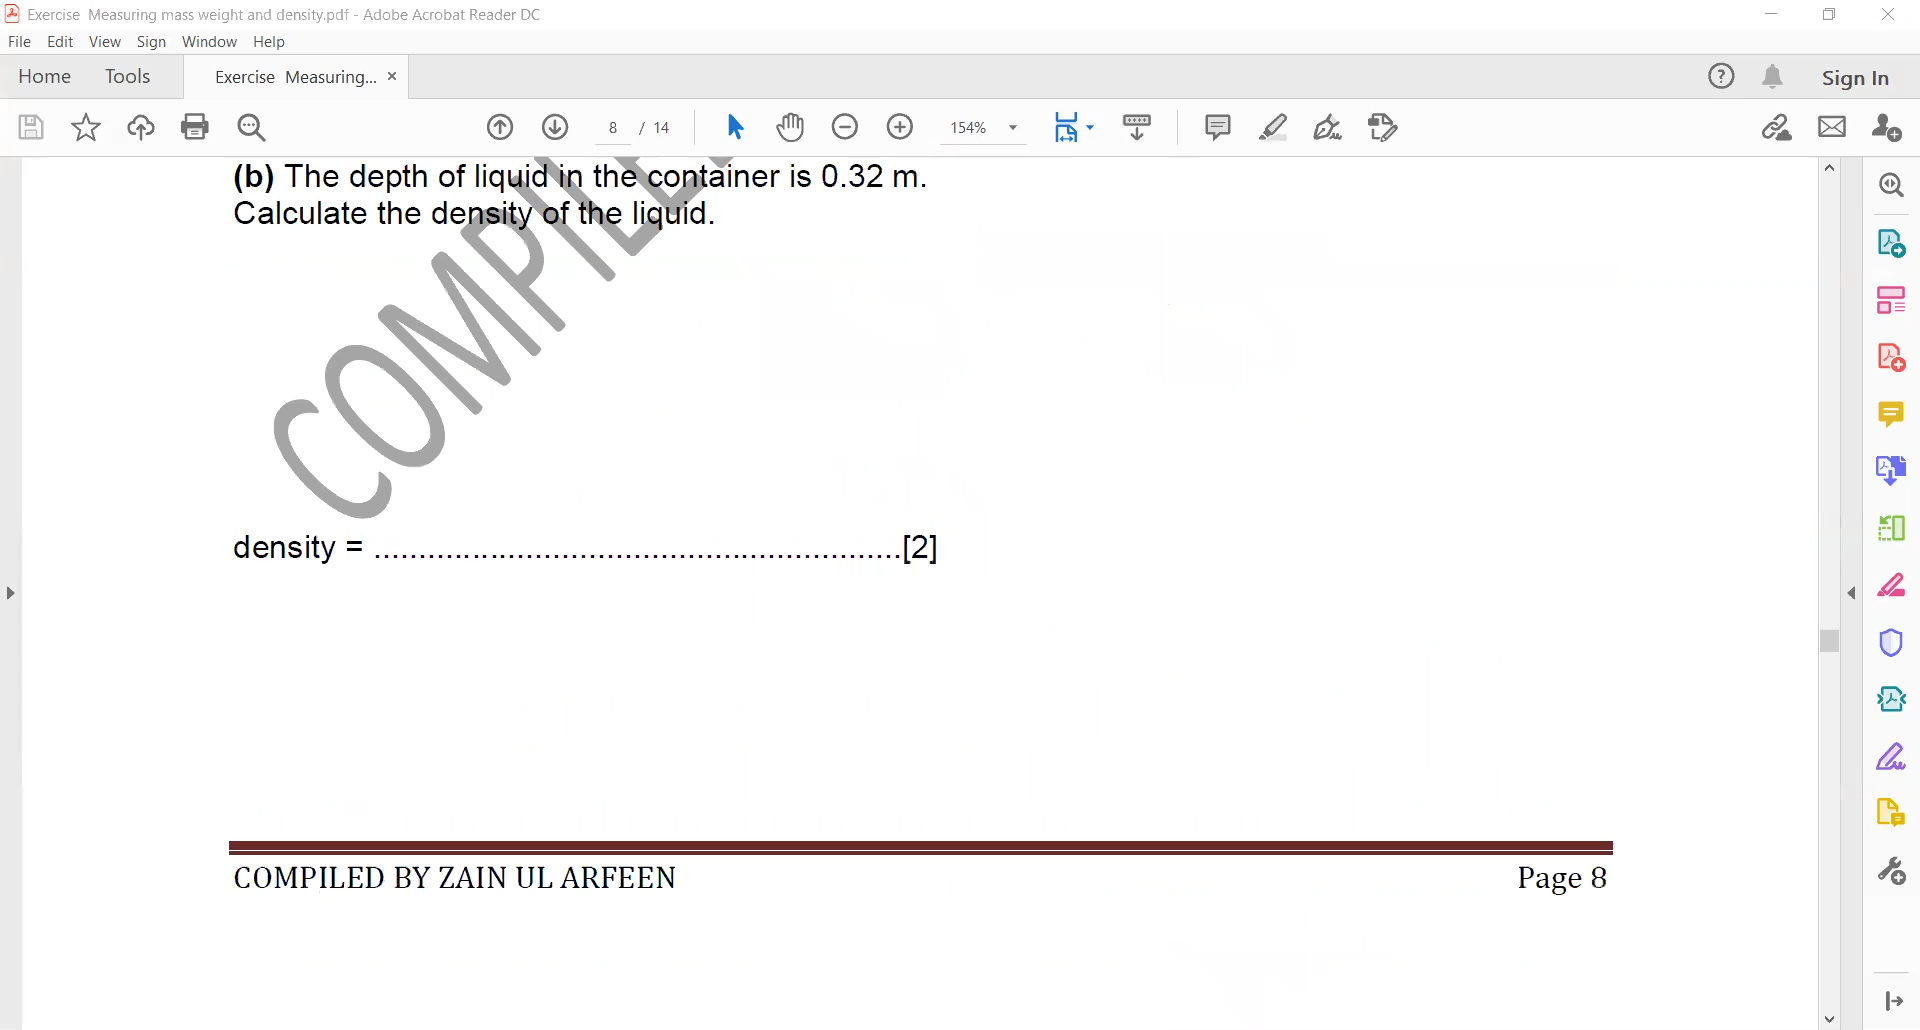 Exercise  Measuring mass weight and density.pdf - Adobe Acrobat Reader DC
File Edit View Sign Window Help
Home Tools Exercise  Measuring... × Sign In
8 / 14 154%
(b) The depth of liquid in the container is 0.32 m.
Calculate the density of the liquid.
COMPILE
density = ..........................................................[2]
COMPILED BY ZAIN UL ARFEEN Page 8